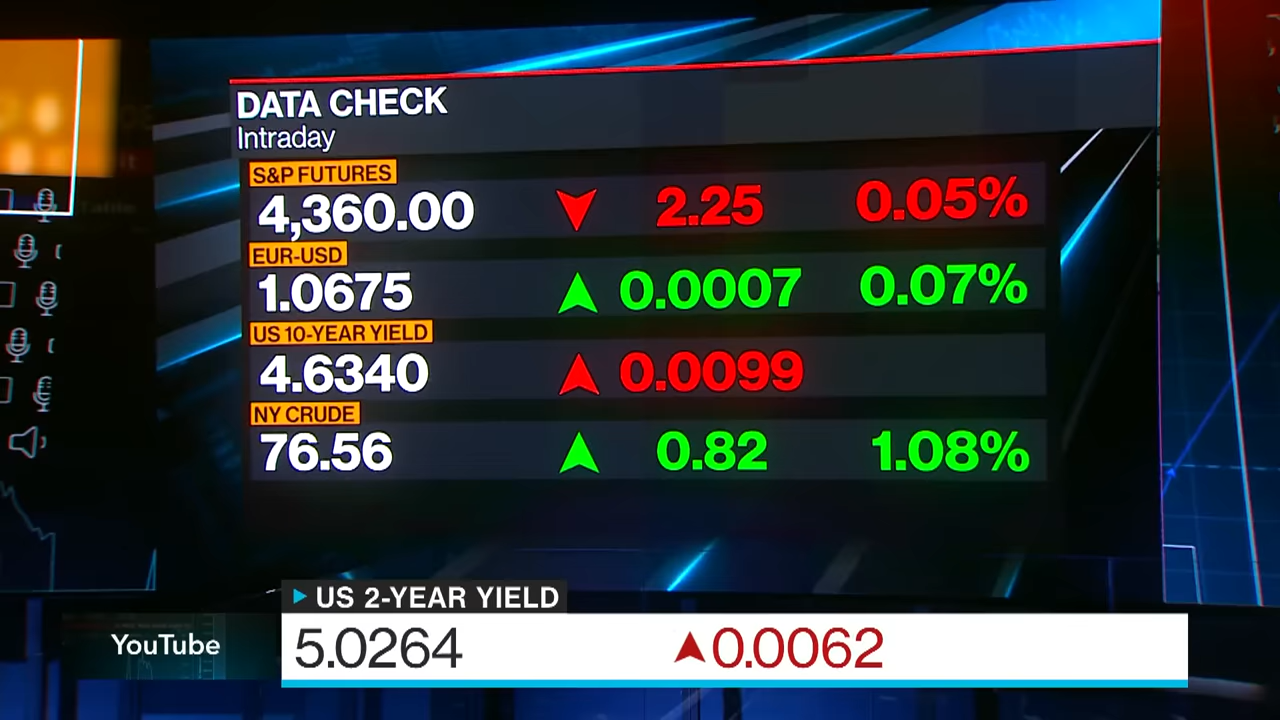 DATA CHECK
Intraday
S&P FUTURES
4,360.00 2.25 0.05%
EUR-USD
1.0675 0.0007 0.07%
US 10-YEAR YIELD
4.6340 0.0099
NY CRUDE
76.56 0.82 1.08%
US 2-YEAR YIELD
YouTube 5.0264 0.0062